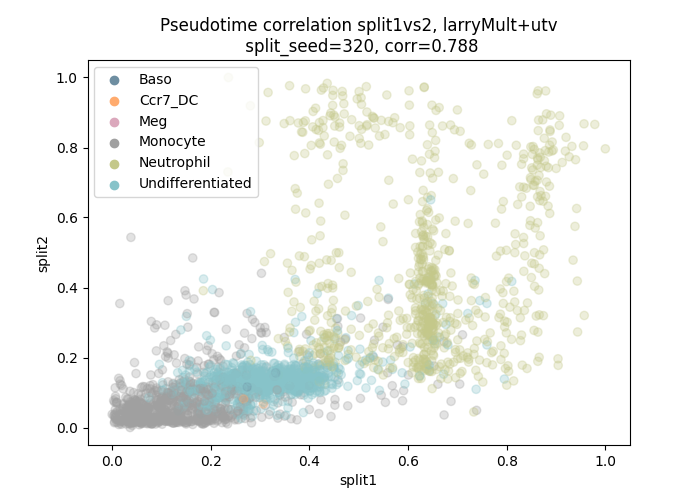 Pseudotime correlation split1vs2, larryMult+utv
split_seed=320, corr=0.788
Baso
Ccr7_DC
Meg
Monocyte
Neutrophil
Undifferentiated
1.0
0.8
0.6
0.4
0.2
0.0
split2
0.0 0.2 0.4 0.6 0.8 1.0
split1